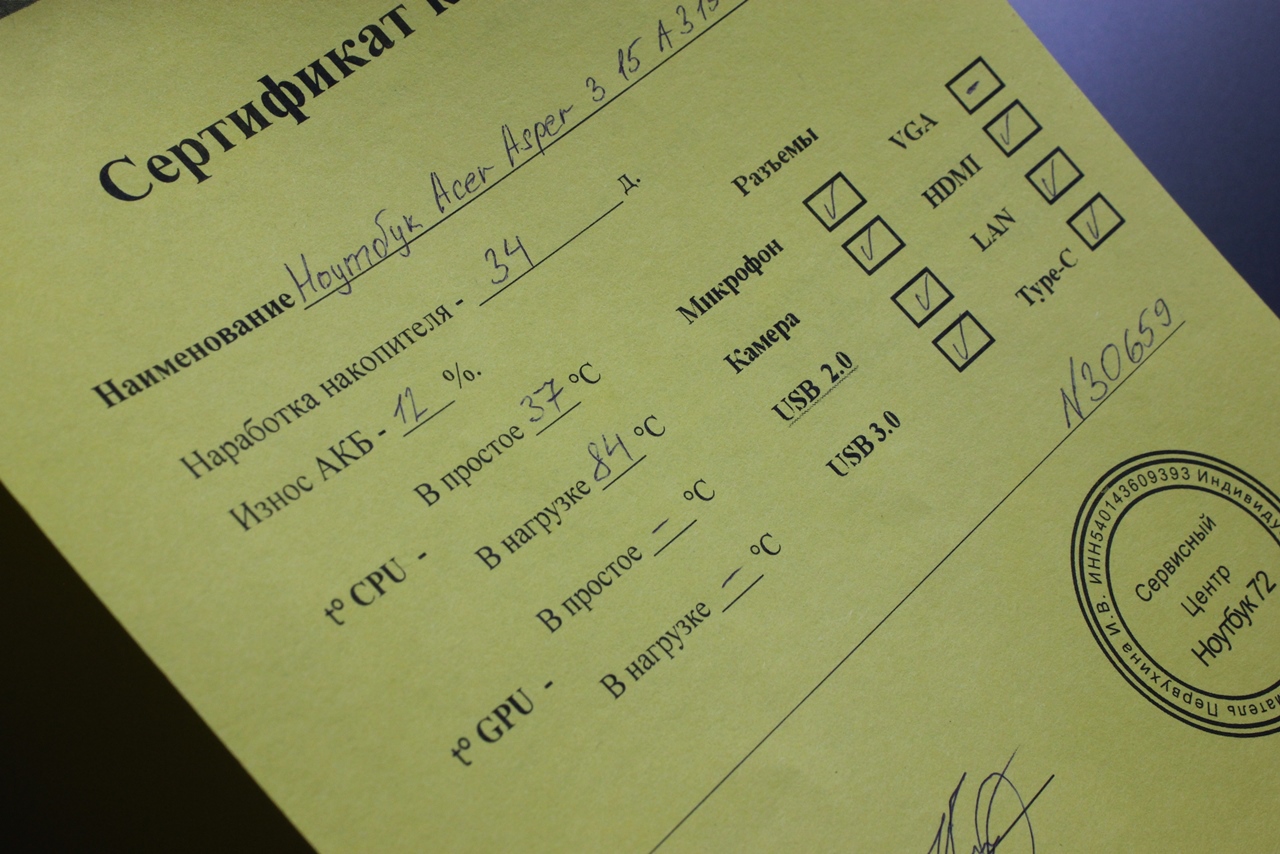 Сертификат
Наименование Ноутбук Acer Asper 3 15 A315
Наработка накопителя - 34 д.
Износ АКБ - 12 %.
t° CPU - В простое 37 °C
В нагрузке 84 °C
t° GPU - В простое – °C
В нагрузке – °C
Разъемы
Микрофон ✓ VGA -
Камера ✓ HDMI ✓
USB 2.0 ✓ LAN ✓
USB 3.0 ✓ Type-C ✓
N30659
И.В. ИНН540143609393 Индивиду
Первухина
Сервисный
Центр
Ноутбук 72